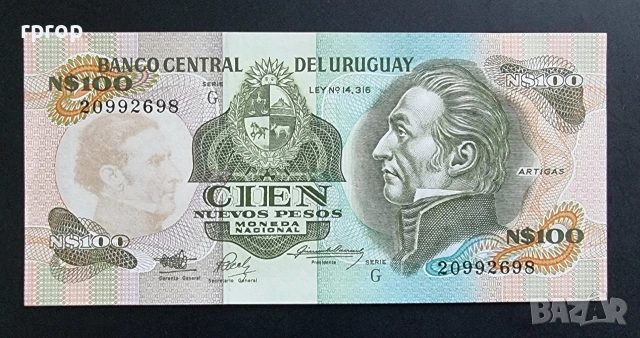 rprop
BANCO CENTRAL DEL URUGUAY
N$100
N$100
SERIE
G
20992698
LEY Nº 14.316
ARTIGAS
CIEN
NUEVOS PESOS
MONEDA
NACIONAL
N$100
N$100
Gerente General
Secretario General
Presidente
SERIE
G
20992698
BAZAR